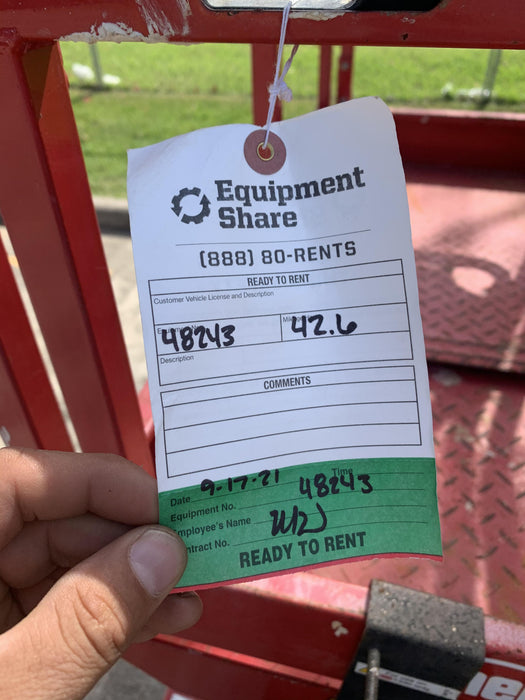 Equipment
Share
(888) 80-RENTS
READY TO RENT
Customer Vehicle License and Description
48243 42.6
Description
COMMENTS
Date 9-17-21 Time
Equipment No. 48243
Employee's Name
Contract No.
READY TO RENT